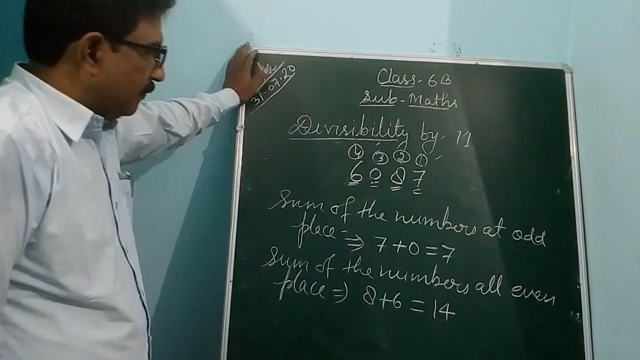 31.07.20
Class-6B
Sub-Maths
Divisibility by 11
④ ③ ② ①
6 0 8 7
Sum of the numbers at odd
place- ⇒ 7+0=7
Sum of the numbers all even
place ⇒ 8+6=14